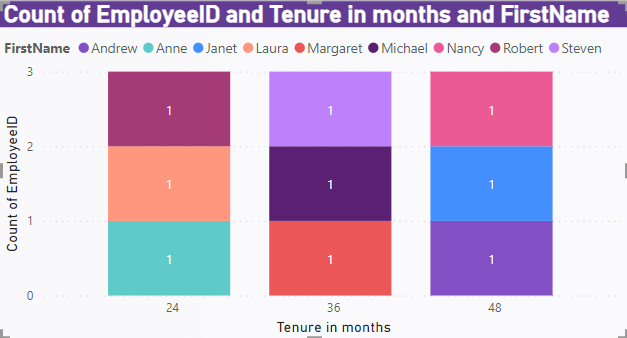 Count of EmployeeID and Tenure in months and FirstName
FirstName Andrew Anne Janet Laura Margaret Michael Nancy Robert Steven
3
1 1 1
2
1 1 1
1
1 1 1
0
24 36 48
Count of EmployeeID
Tenure in months